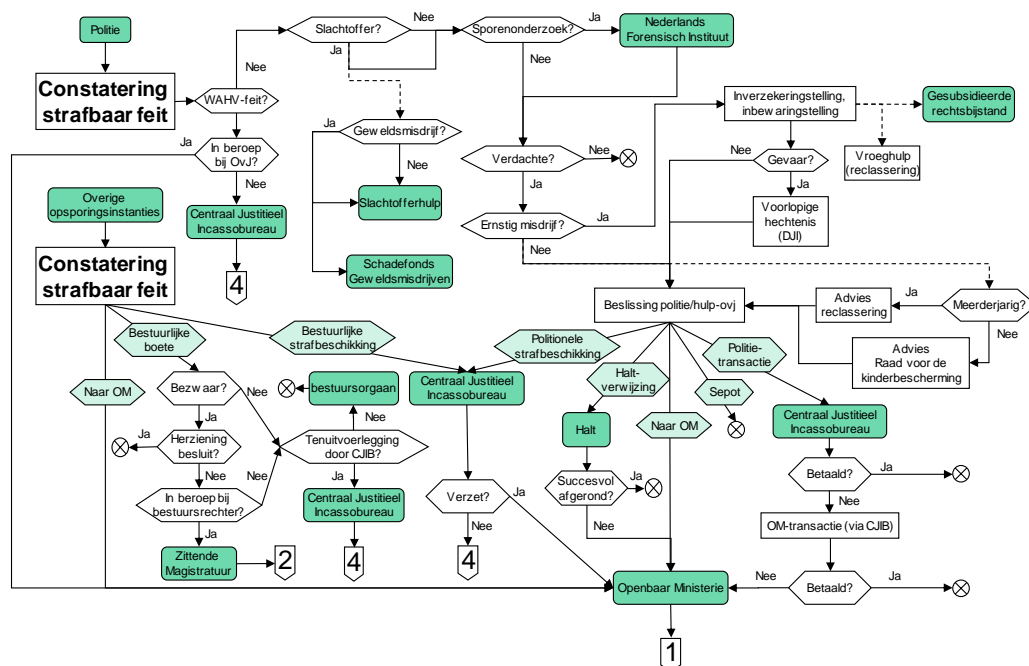 Politie
Slachtoffer?
Nee
Sporenonderzoek?
Ja
Nederlands
Forensisch Instituut
Ja
Nee
Nee
Constatering
strafbaar feit
WAHV-feit?
Inverzekeringstelling,
inbewaringstelling
Gesubsidieerde
rechtsbijstand
Ja
Geweldsmisdrijf?
Ja
Ja
In beroep
bij OvJ?
Nee
Verdachte?
Nee
Nee
Gevaar?
Vroeghulp
(reclassering)
Nee
Ja
Ja
Overige
opsporingsinstanties
Slachtofferhulp
Centraal Justitieel
Incassobureau
Ernstig misdrijf?
Ja
Voorlopige
hechtenis
(DJI)
Nee
Constatering
strafbaar feit
4
Schadefonds
Geweldsmisdrijven
Beslissing politie/hulp-ovj
Advies
reclassering
Ja
Meerderjarig?
Nee
Bestuurlijke
boete
Bestuurlijke
strafbeschikking
Politionele
strafbeschikking
Politie-
transactie
Advies
Raad voor de
kinderbescherming
Naar OM
Bezwaar?
Nee
bestuursorgaan
Centraal Justitieel
Incassobureau
Halt-
verwijzing
Sepot
Ja
Nee
Centraal Justitieel
Incassobureau
Ja
Herziening
besluit?
Tenuitvoerlegging
door CJIB?
Halt
Naar OM
Nee
Nee
Ja
Betaald?
Ja
In beroep bij
bestuursrechter?
Centraal Justitieel
Incassobureau
Verzet?
Ja
Succesvol
afgerond?
Ja
Nee
Nee
Nee
OM-transactie (via CJIB)
Ja
Zittende
Magistratuur
2
4
4
Openbaar Ministerie
Nee
Betaald?
Ja
1